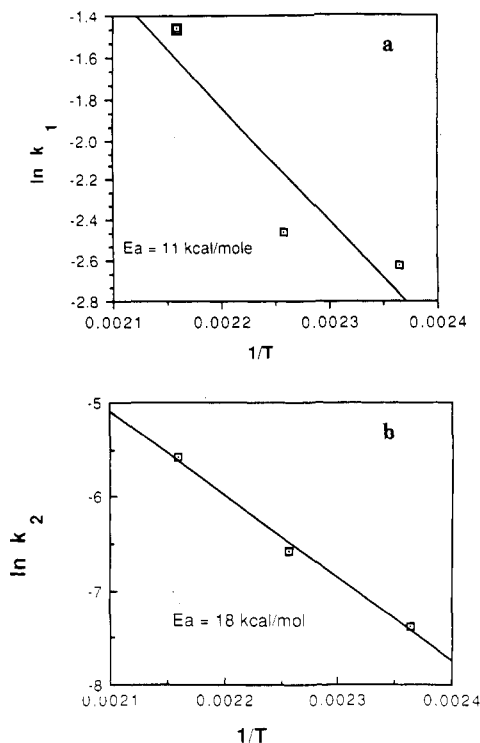 -1.4
a
-1.6
-1.8
-2.0
ln k 1
-2.2
-2.4
Ea = 11 kcal/mole
-2.6
-2.8
0.0021 0.0022 0.0023 0.0024
1/T
-5
b
-6
ln k 2
-7
Ea = 18 kcal/mol
-8
0.0021 0.0022 0.0023 0.0024
1/T